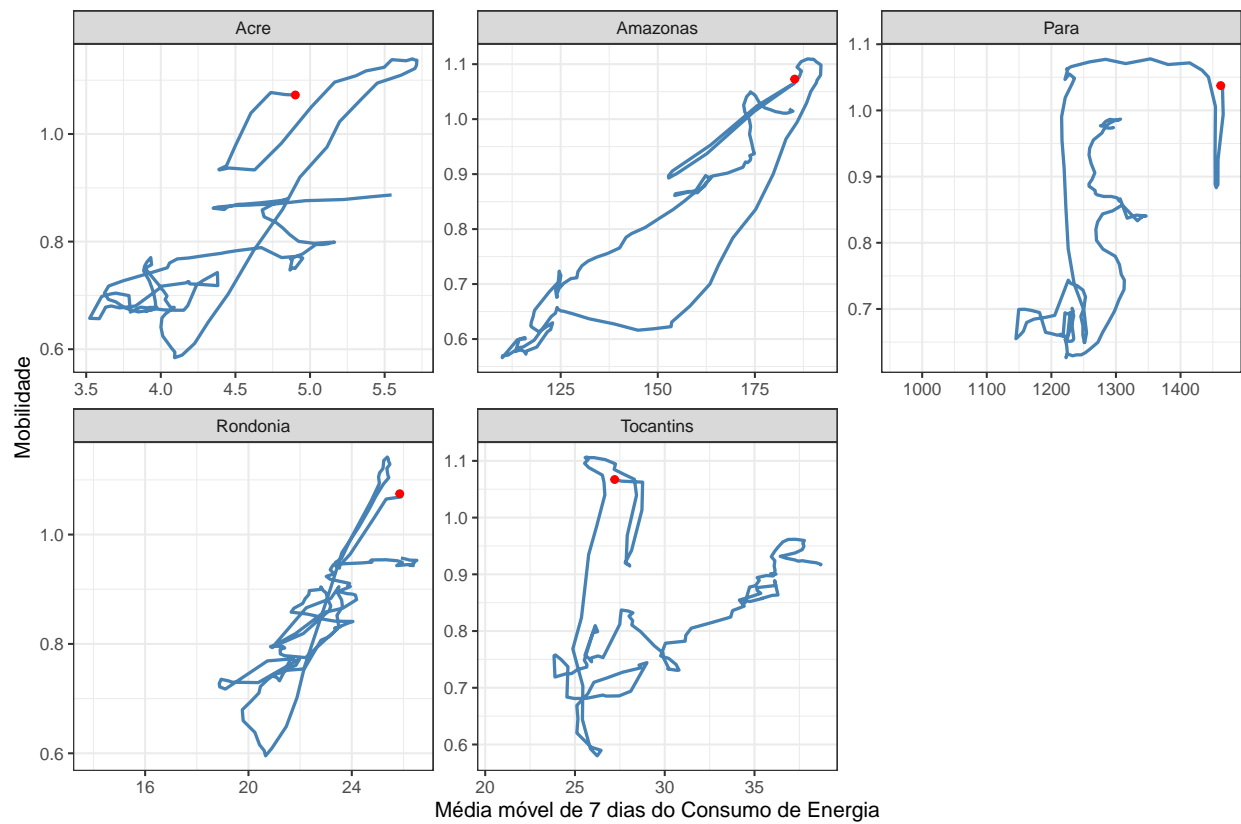 Acre
Amazonas
Para
1.0
0.8
0.6
3.5 4.0 4.5 5.0 5.5
1.1
1.0
0.9
0.8
0.7
0.6
125 150 175
1.1
1.0
0.9
0.8
0.7
1000 1100 1200 1300 1400
Mobilidade
Rondonia
Tocantins
1.0
0.8
0.6
16 20 24
1.1
1.0
0.9
0.8
0.7
0.6
20 25 30 35
Média móvel de 7 dias do Consumo de Energia